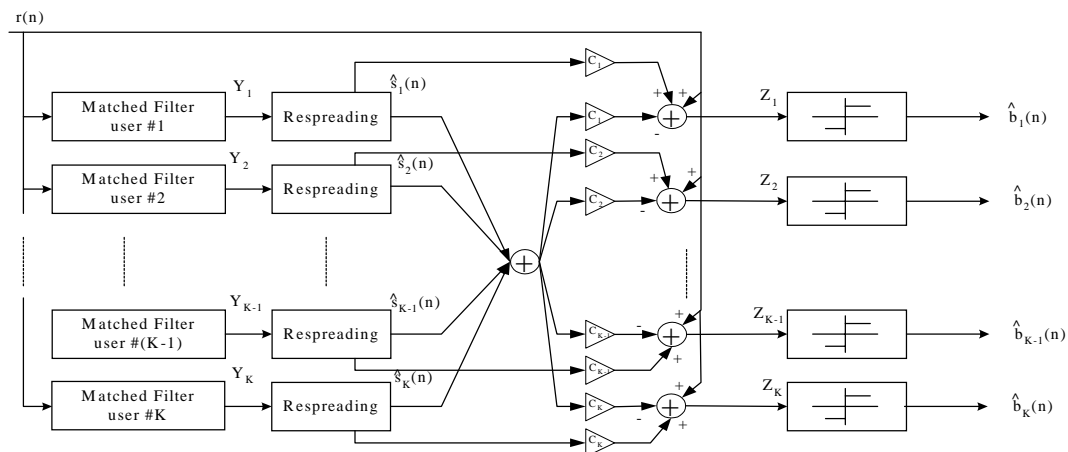 r(n)
Y1
ŝ1(n)
C1
+
+
Z1
Matched Filter
user #1
Respreading
C1
-
+
b̂1(n)
Y2
ŝ2(n)
C2
+
+
Z2
Matched Filter
user #2
Respreading
C2
-
+
b̂2(n)
+
YK-1
ŝK-1(n)
+
ZK-1
Matched Filter
user #(K-1)
Respreading
CK-1
-
+
b̂K-1(n)
CK-1
+
YK
ŝK(n)
+
ZK
Matched Filter
user #K
Respreading
CK
-
+
b̂K(n)
CK
+